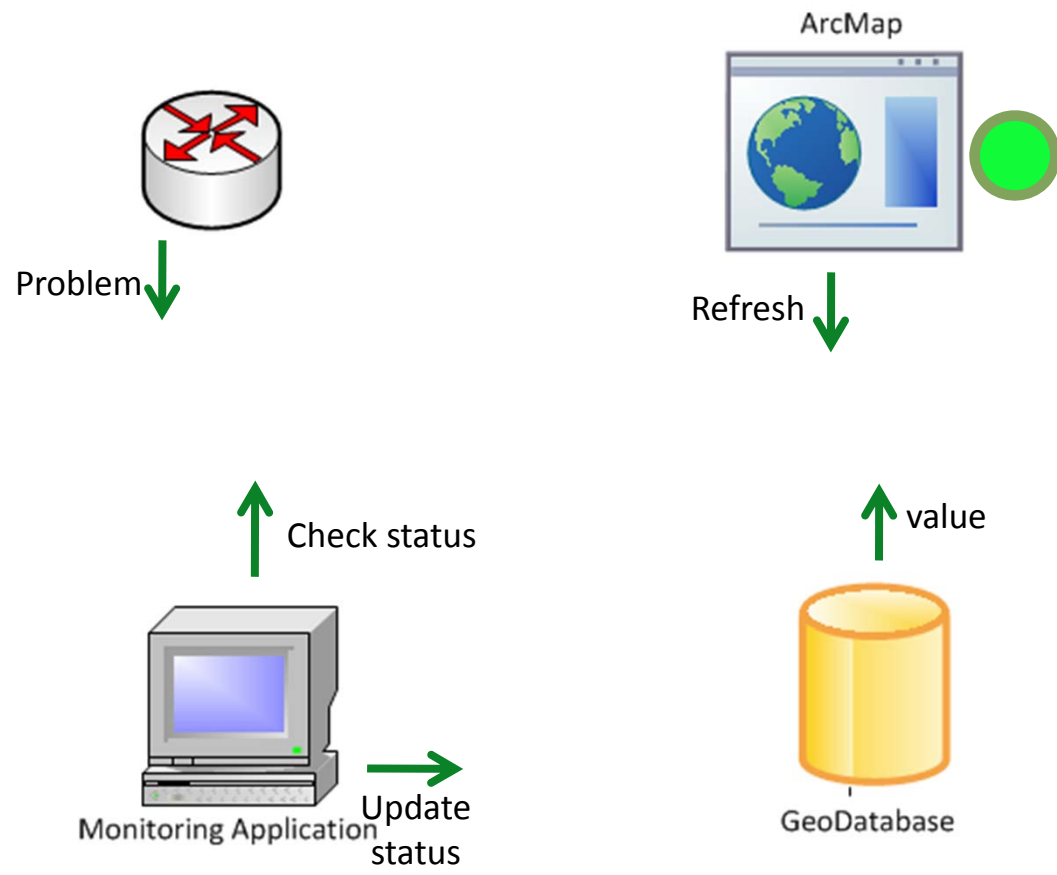 ArcMap
Problem
Refresh
Check status
value
Monitoring Application
Update
status
GeoDatabase